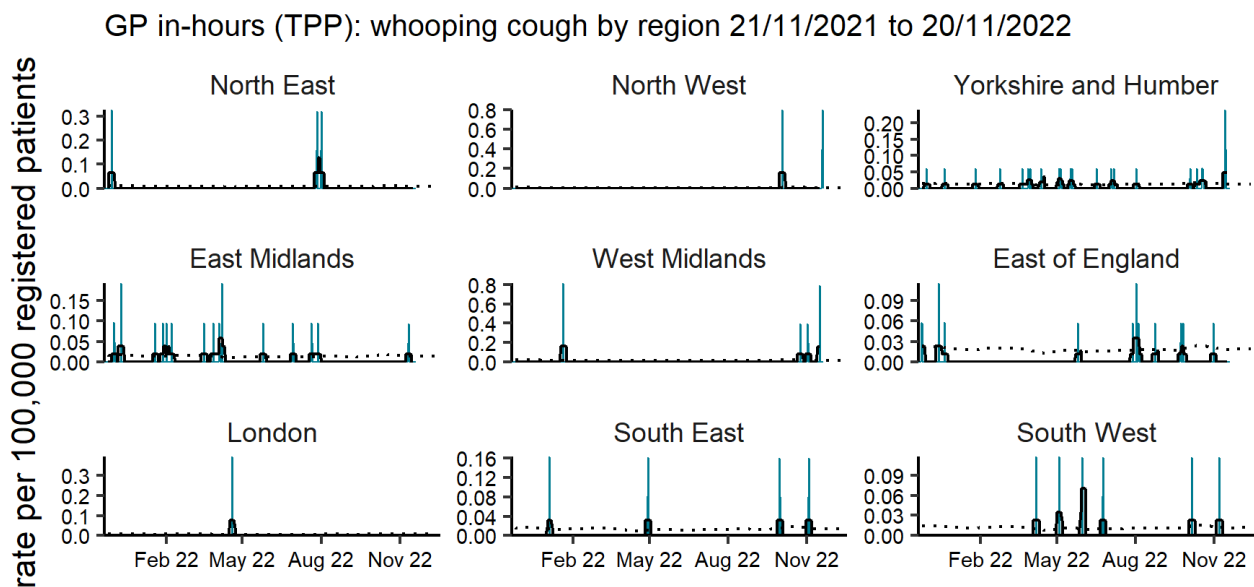 GP in-hours (TPP): whooping cough by region 21/11/2021 to 20/11/2022
rate per 100,000 registered patients
North East
0.3
0.2
0.1
0.0
North West
0.8
0.6
0.4
0.2
0.0
Yorkshire and Humber
0.20
0.15
0.10
0.05
0.00
East Midlands
0.15
0.10
0.05
0.00
West Midlands
0.8
0.6
0.4
0.2
0.0
East of England
0.09
0.06
0.03
0.00
London
0.3
0.2
0.1
0.0
Feb 22 May 22 Aug 22 Nov 22
South East
0.16
0.12
0.08
0.04
0.00
Feb 22 May 22 Aug 22 Nov 22
South West
0.09
0.06
0.03
0.00
Feb 22 May 22 Aug 22 Nov 22